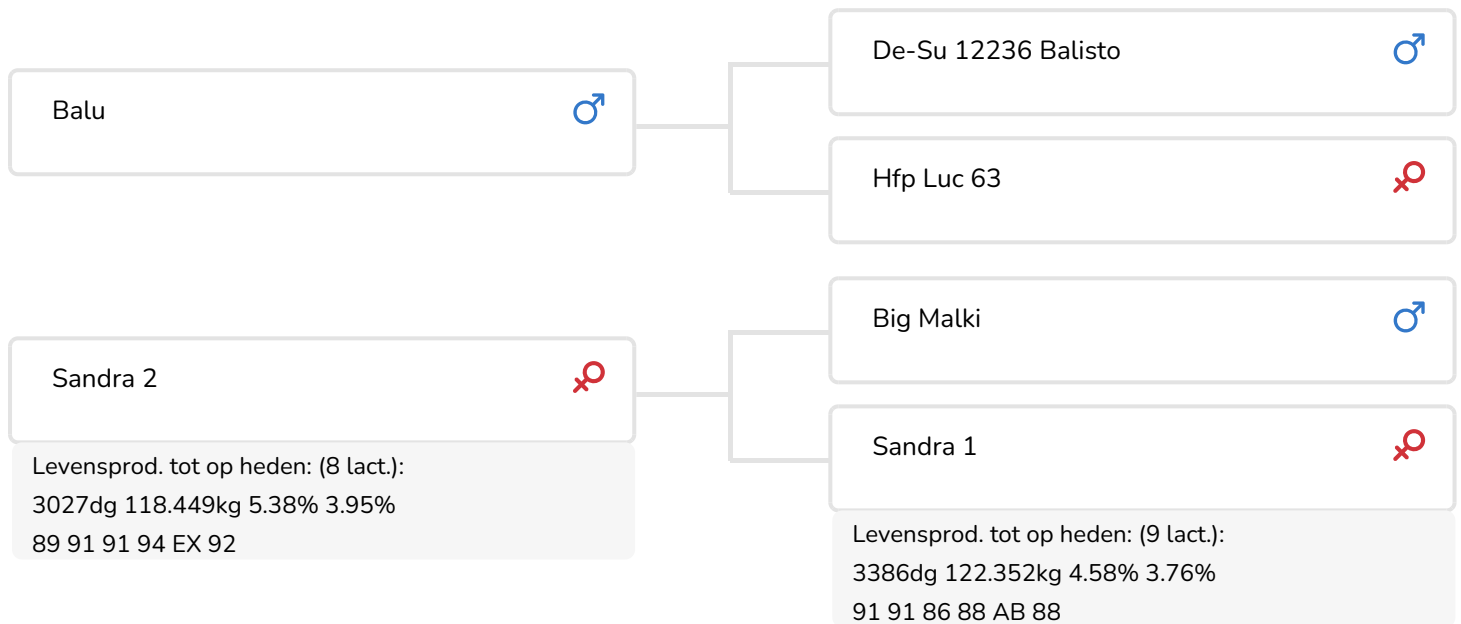 De-Su 12236 Balisto
Balu
Hfp Luc 63
Big Malki
Sandra 2
Sandra 1
Levensprod. tot op heden: (8 lact.):
3027dg 118.449kg 5.38% 3.95%
89 91 91 94 EX 92
Levensprod. tot op heden: (9 lact.):
3386dg 122.352kg 4.58% 3.76%
91 91 86 88 AB 88